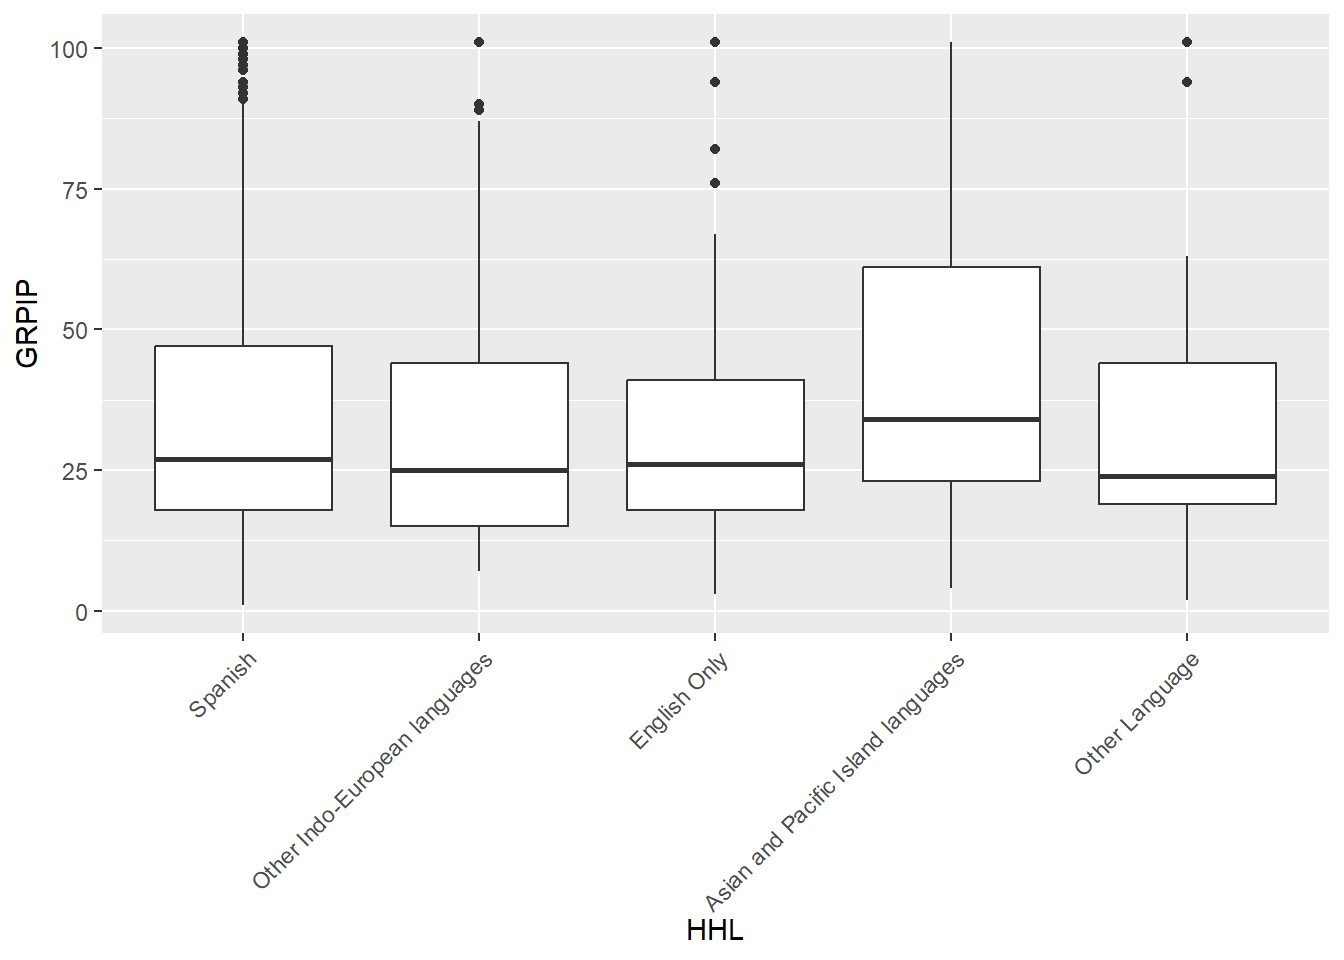 100
75
50
25
0
GRPIP
Spanish
Other Indo-European languages
English Only
Asian and Pacific Island languages
Other Language
HHL